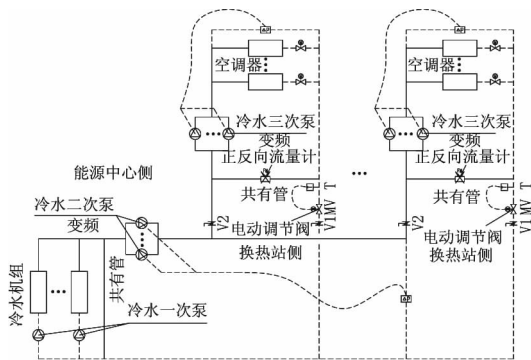 空调器
空调器
冷水三次泵
变频
正反向流量计
冷水三次泵
变频
正反向流量计
能源中心侧
共有管
T
共有管
T
冷水二次泵
变频
V2
V1MV
V2
V1MV
电动调节阀
换热站侧
电动调节阀
换热站侧
共有管
冷水机组
冷水一次泵